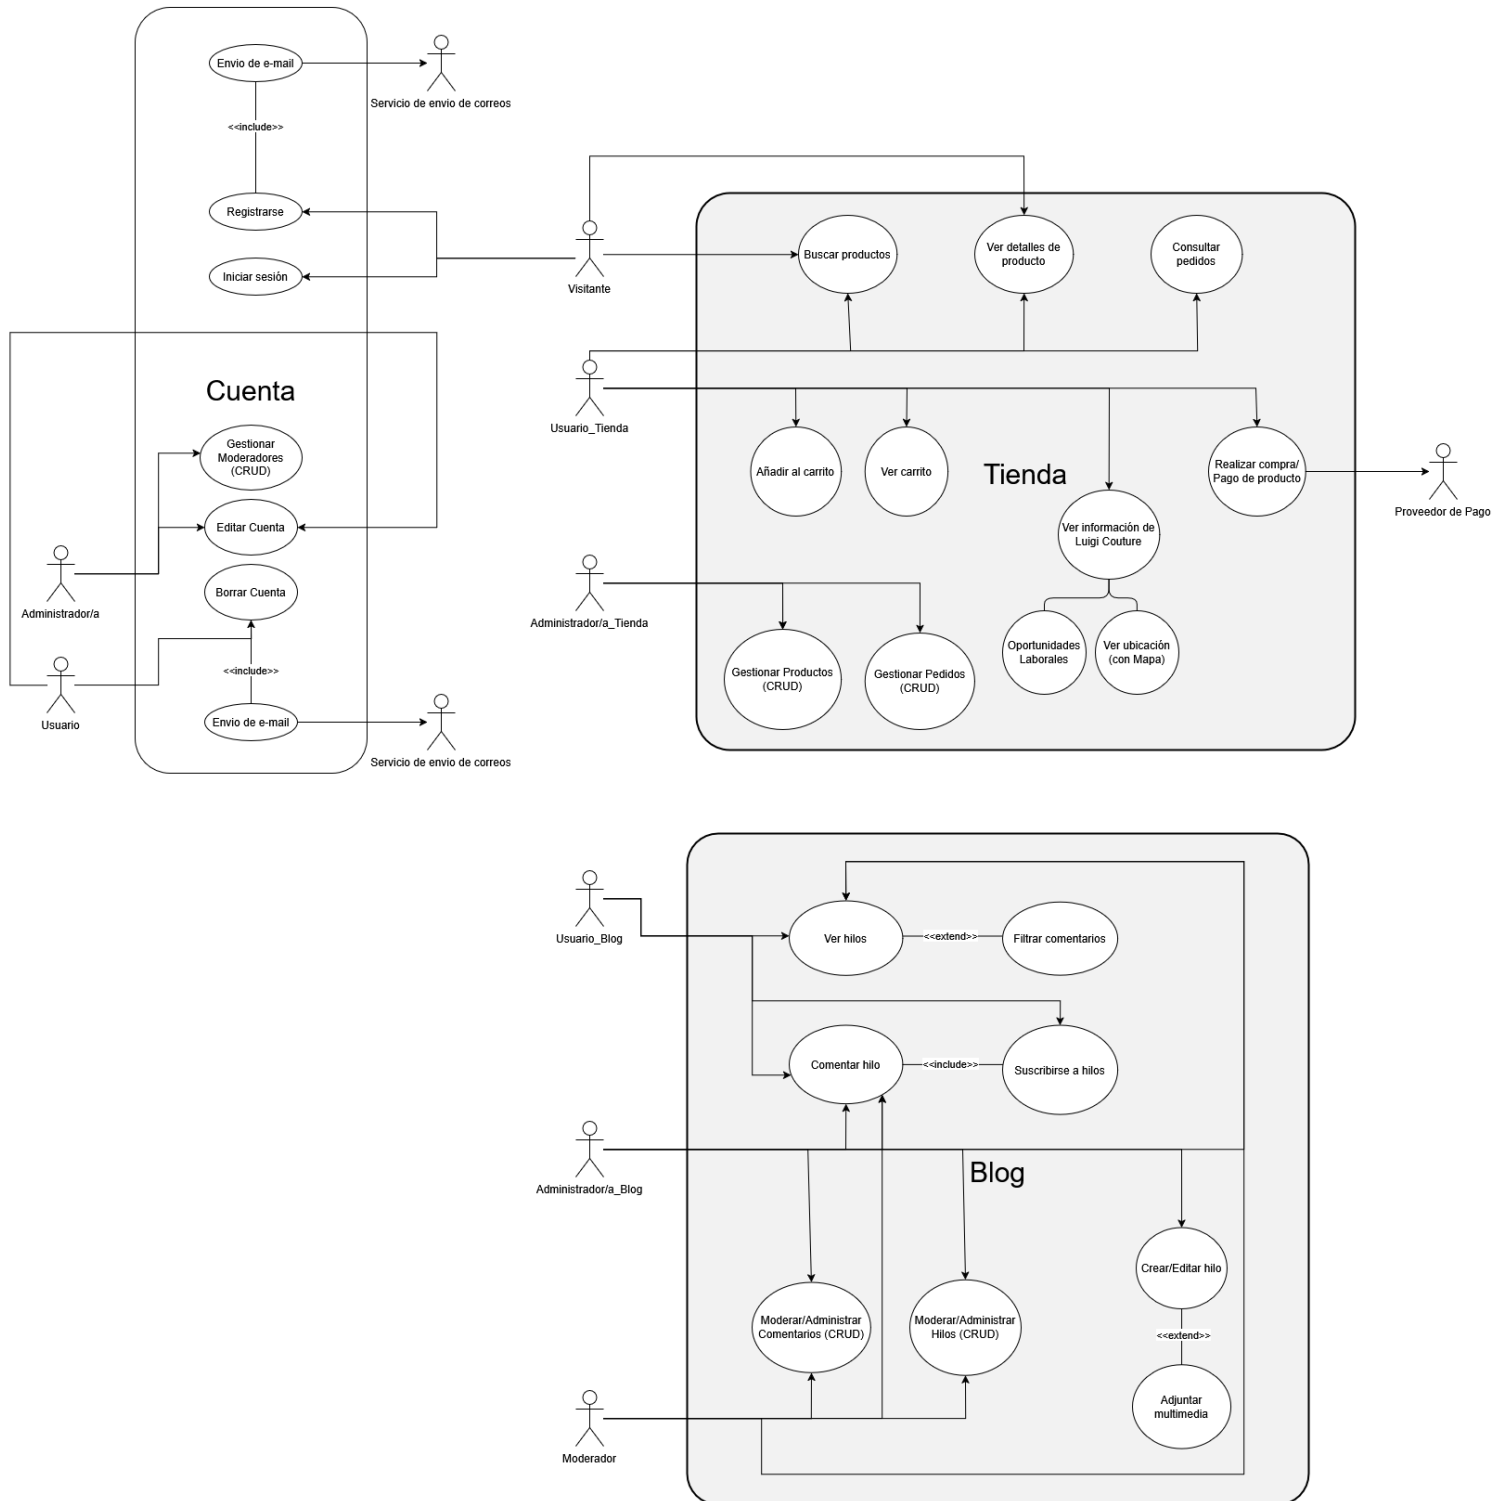 Envio de e-mail
Servicio de envio de correos
<<include>>
Registrarse
Iniciar sesión
Visitante
Cuenta
Gestionar
Moderadores
(CRUD)
Editar Cuenta
Borrar Cuenta
Administrador/a
<<include>>
Usuario
Envio de e-mail
Servicio de envio de correos
Buscar productos
Ver detalles de
producto
Consultar
pedidos
Usuario_Tienda
Añadir al carrito
Ver carrito
Tienda
Realizar compra/
Pago de producto
Proveedor de Pago
Ver información de
Luigi Couture
Administrador/a_Tienda
Oportunidades
Laborales
Ver ubicación
(con Mapa)
Gestionar Productos
(CRUD)
Gestionar Pedidos
(CRUD)
Usuario_Blog
Ver hilos
<<extend>>
Filtrar comentarios
Comentar hilo
<<include>>
Suscribirse a hilos
Administrador/a_Blog
Blog
Crear/Editar hilo
Moderar/Administrar
Comentarios (CRUD)
Moderar/Administrar
Hilos (CRUD)
<<extend>>
Adjuntar
multimedia
Moderador